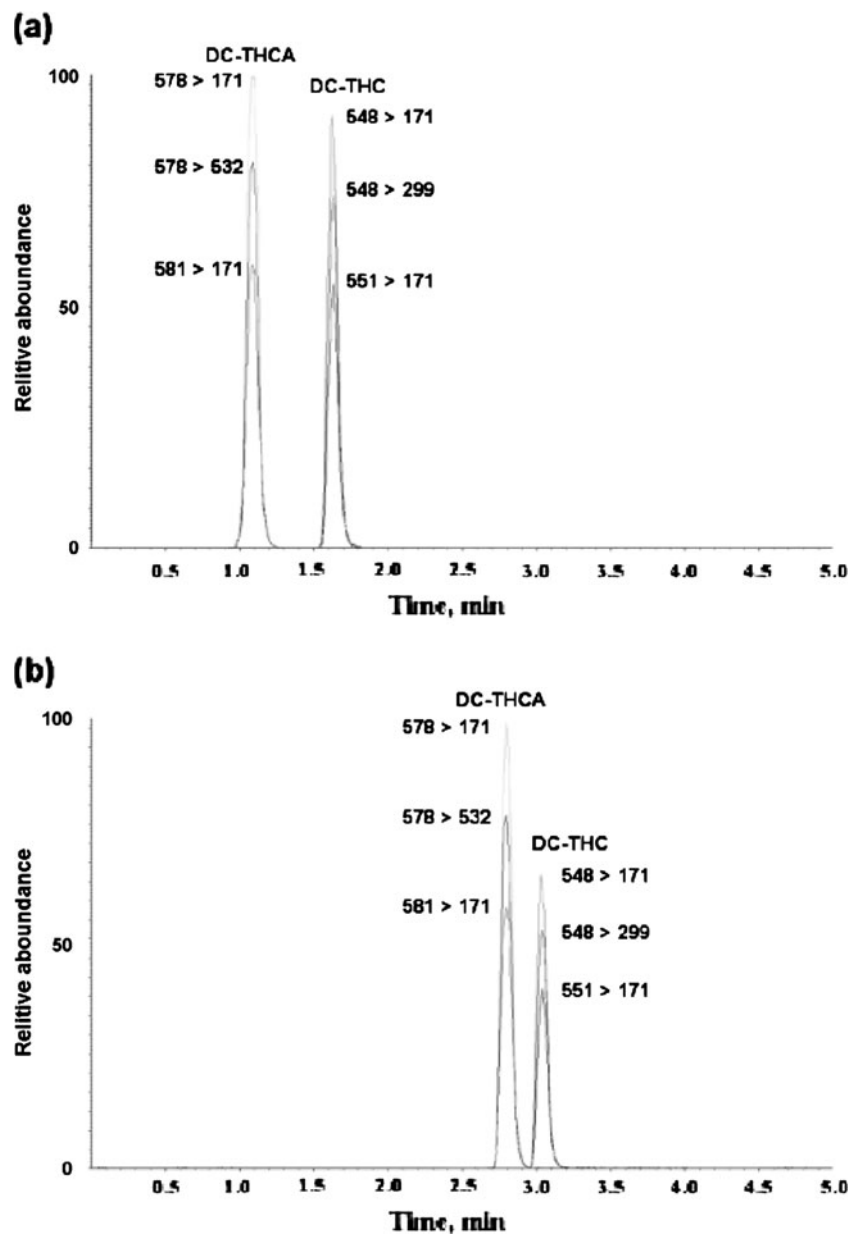 (a)
DC-THCA
578 > 171
DC-THC
100
548 > 171
578 > 532
548 > 299
581 > 171
551 > 171
50
Relitive aboundance
0
0.5 1.0 1.5 2.0 2.5 3.0 3.5 4.0 4.5 5.0
Time, min
(b)
DC-THCA
100
578 > 171
578 > 532
DC-THC
548 > 171
581 > 171
548 > 299
50
551 > 171
Relitive aboundance
0
0.5 1.0 1.5 2.0 2.5 3.0 3.5 4.0 4.5 5.0
Time, min